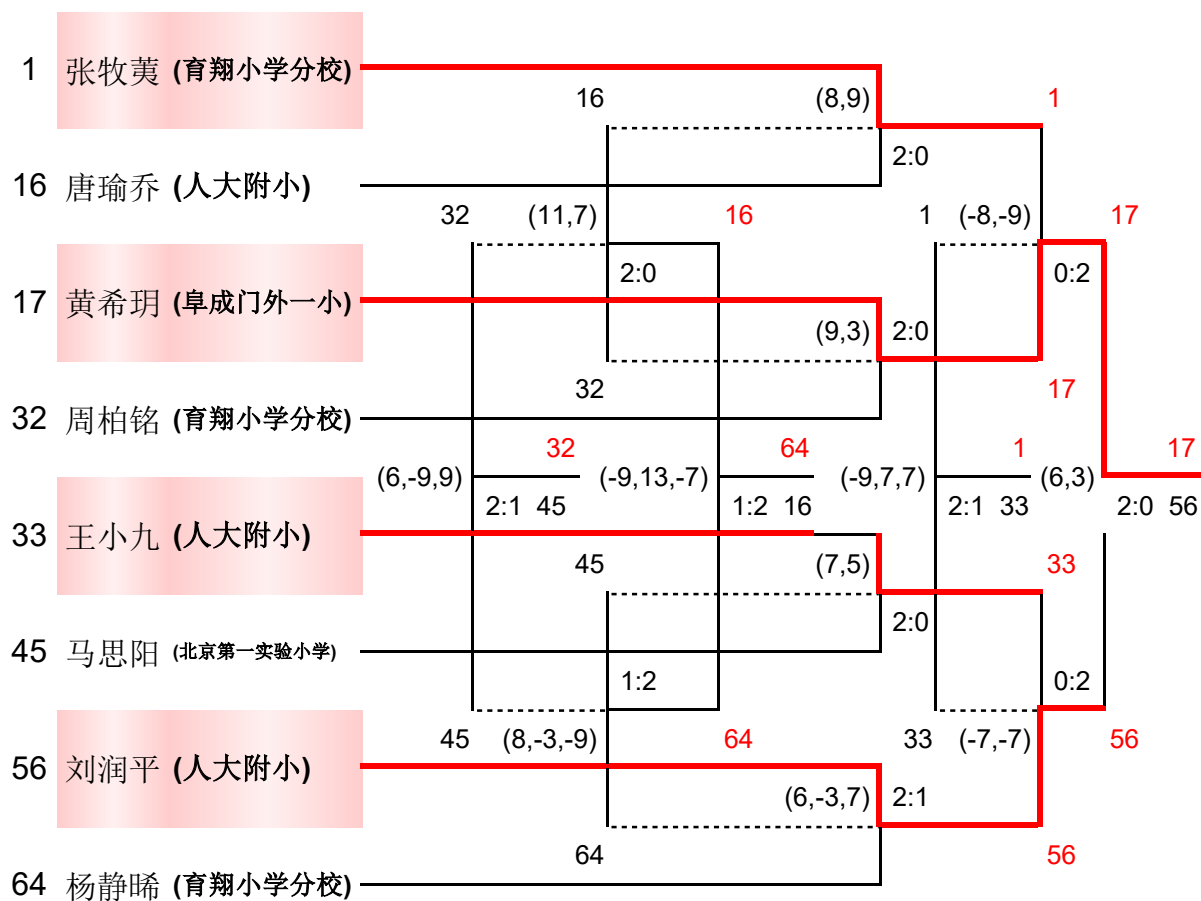 1 张牧荑 (育翔小学分校)
16 (8,9) 1
2:0
16 唐瑜乔 (人大附小)
32 (11,7) 16 1 (-8,-9) 17
2:0 0:2
17 黄希玥 (阜成门外一小)
(9,3) 2:0
32 17
32 周柏铭 (育翔小学分校)
32 64 1 17
(6,-9,9) (-9,13,-7) (-9,7,7) (6,3)
2:1 45 1:2 16 2:1 33 2:0 56
33 王小九 (人大附小)
45 (7,5) 33
2:0
45 马思阳 (北京第一实验小学)
1:2 0:2
45 (8,-3,-9) 64 33 (-7,-7) 56
56 刘润平 (人大附小)
(6,-3,7) 2:1
64 56
64 杨静晞 (育翔小学分校)